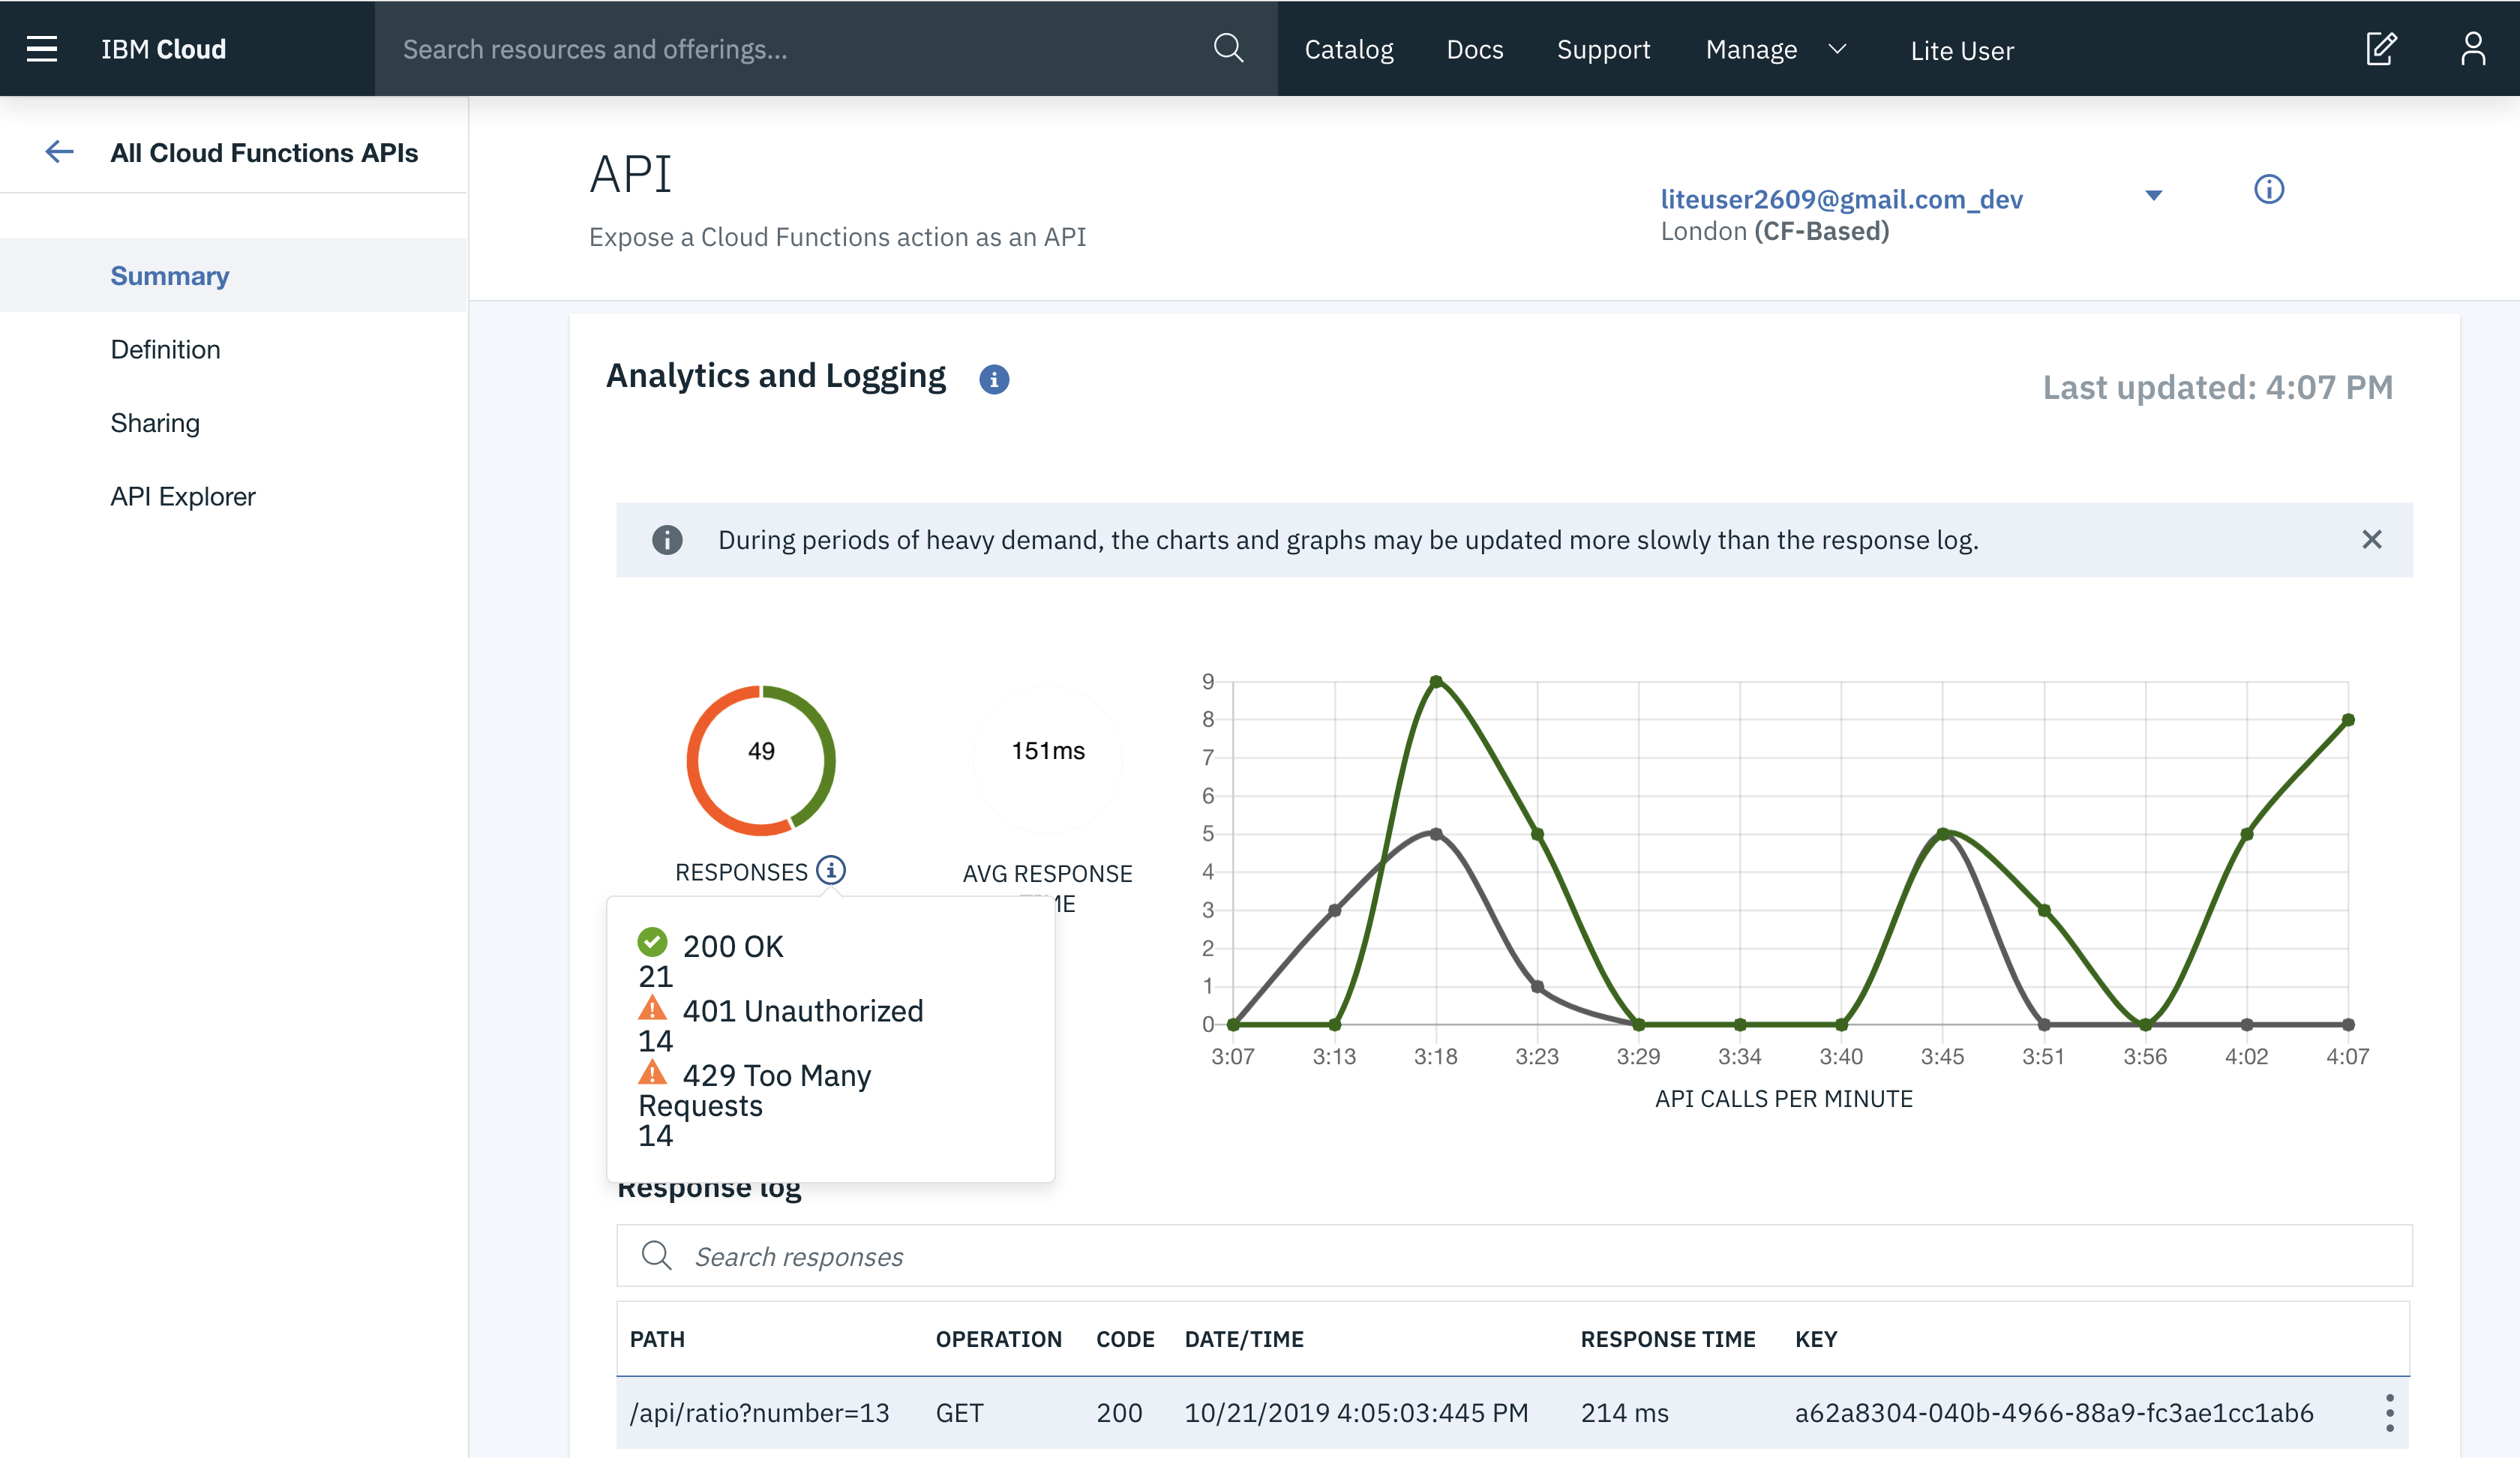 IBM Cloud
Search resources and offerings...
Catalog
Docs
Support
Manage
Lite User
All Cloud Functions APIs
Summary
Definition
Sharing
API Explorer
API
Expose a Cloud Functions action as an API
liteuser2609@gmail.com_dev
London (CF-Based)
Analytics and Logging
Last updated: 4:07 PM
During periods of heavy demand, the charts and graphs may be updated more slowly than the response log.
49
RESPONSES
151ms
AVG RESPONSE
200 OK
21
401 Unauthorized
14
429 Too Many
Requests
14
9
8
7
6
5
4
3
2
1
0
3:07 3:13 3:18 3:23 3:29 3:34 3:40 3:45 3:51 3:56 4:02 4:07
API CALLS PER MINUTE
Response log
Search responses
PATH OPERATION CODE DATE/TIME RESPONSE TIME KEY
/api/ratio?number=13 GET 200 10/21/2019 4:05:03:445 PM 214 ms a62a8304-040b-4966-88a9-fc3ae1cc1ab6